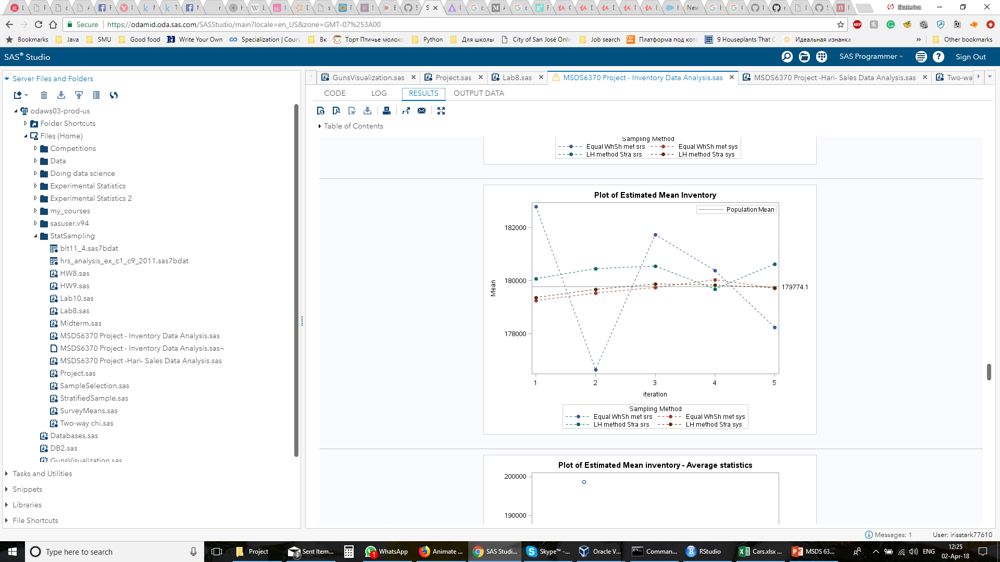 Ekaterina
Secure https://odamid.oda.sas.com/SASStudio/main?locale=en_US&zone=GMT-07%253A00
Bookmarks Java SMU Good food Write Your Own Specialization | Cours Вк Торт Птичье молоко Python Для школы City of San José Onlin Job search Платформа под кот 9 Houseplants That C Идеальная изнанка » Other bookmarks
SAS® Studio SAS Programmer ? Sign Out
Server Files and Folders
odaws03-prod-us
Folder Shortcuts
Files (Home)
Competitions
Data
Doing data science
Experimental Statistics
Experimental Statistics 2
my_courses
sasuser.v94
StatSampling
blt11_4.sas7bdat
hrs_analysis_ex_c1_c9_2011.sas7bdat
HW8.sas
HW9.sas
Lab10.sas
Lab8.sas
Midterm.sas
MSDS6370 Project - Inventory Data Analysis.sas
MSDS6370 Project - Inventory Data Analysis.sas~
MSDS6370 Project -Hari- Sales Data Analysis.sas
Project.sas
SampleSelection.sas
StratifiedSample.sas
SurveyMeans.sas
Two-way chi.sas
Databases.sas
DB2.sas
GunsVisualization.sas
Tasks and Utilities
Snippets
Libraries
File Shortcuts
GunsVisualization.sas Project.sas Lab8.sas MSDS6370 Project - Inventory Data Analysis.sas MSDS6370 Project -Hari- Sales Data Analysis.sas Two-wa
CODE LOG RESULTS OUTPUT DATA
Table of Contents
Sampling Method
Equal WhSh met srs Equal WhSh met sys
LH method Stra srs LH method Stra sys
Plot of Estimated Mean Inventory
Population Mean
182000
180000
178000
Mean
179774.1
1 2 3 4 5
iteration
Sampling Method
Equal WhSh met srs Equal WhSh met sys
LH method Stra srs LH method Stra sys
Plot of Estimated Mean inventory - Average statistics
200000
190000
Messages: 1 User: irisstark77610
Type here to search Project Sent Item... 3 WhatsApp 1 Animate ... SAS Studi... Skype™ -... Oracle V... Comman... RStudio Cars.xlsx ... MSDS 63... ENG 12:25
02-Apr-18